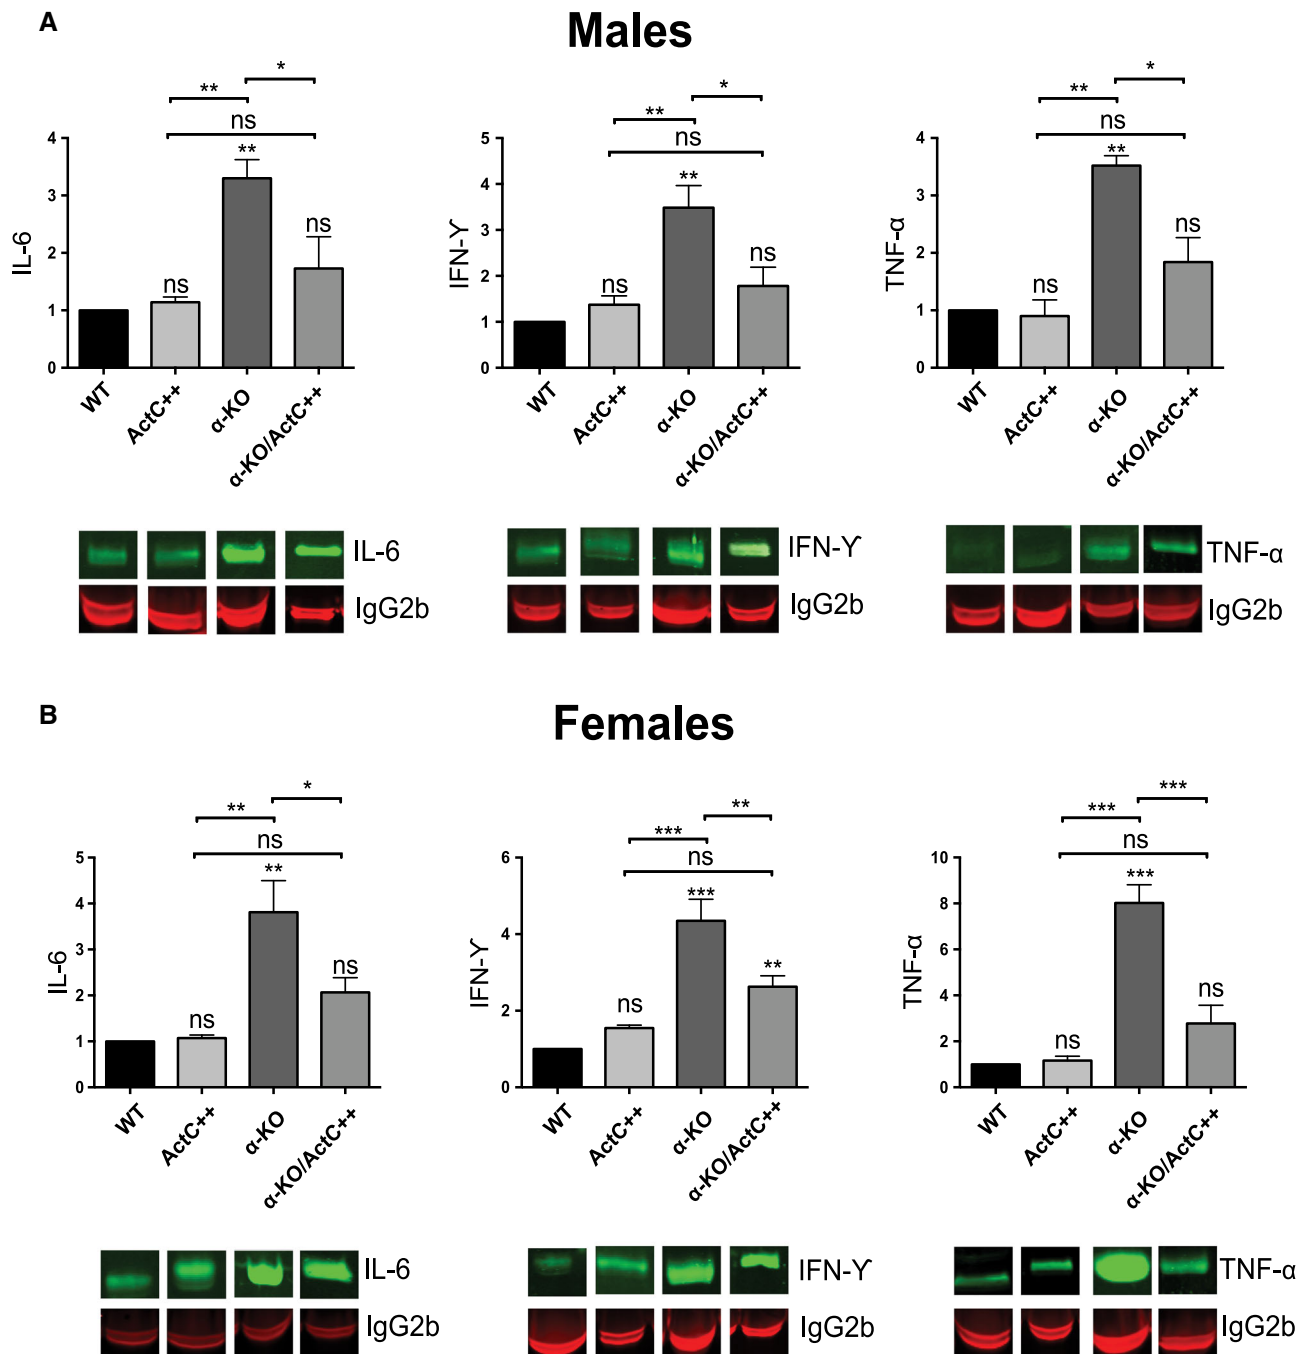 A
Males
** *
ns
4
3
2
1
0
IL-6
ns
**
ns
WT
ActC++
α-KO
α-KO/ActC++
** *
ns
5
4
3
2
1
0
IFN-ϒ
ns
**
ns
WT
ActC++
α-KO
α-KO/ActC++
** *
ns
4
3
2
1
0
TNF-α
ns
**
ns
WT
ActC++
α-KO
α-KO/ActC++
IL-6
IgG2b
IFN-ϒ
IgG2b
TNF-α
IgG2b
B
Females
** *
ns
5
4
3
2
1
0
IL-6
ns
**
ns
WT
ActC++
α-KO
α-KO/ActC++
*** **
ns
6
4
2
0
IFN-ϒ
ns
***
**
WT
ActC++
α-KO
α-KO/ActC++
*** ***
ns
10
8
6
4
2
0
TNF-α
ns
***
ns
WT
ActC++
α-KO
α-KO/ActC++
IL-6
IgG2b
IFN-ϒ
IgG2b
TNF-α
IgG2b